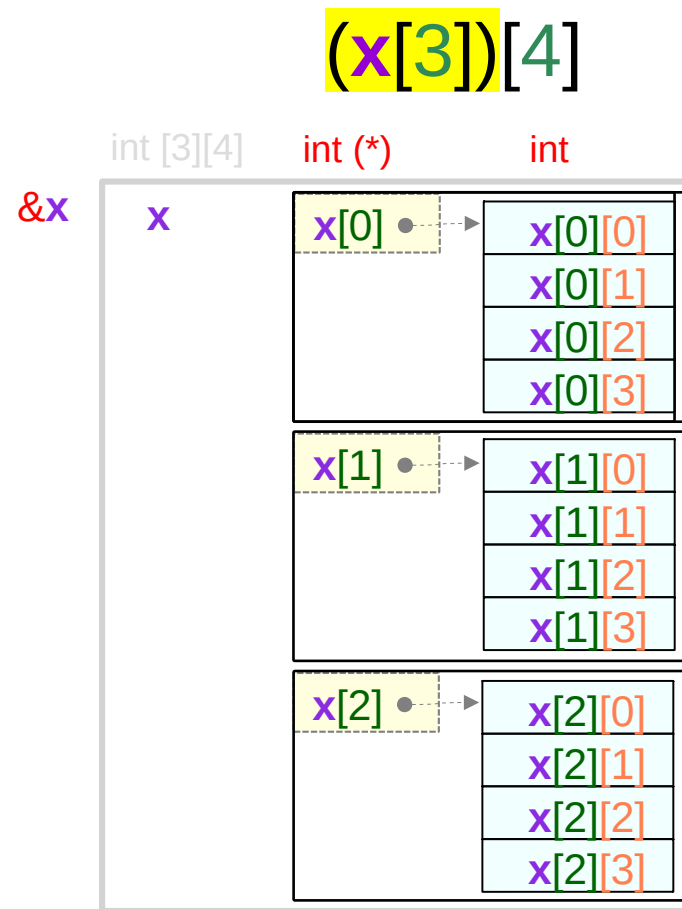 (x[3])[4]
int [3][4] int (*) int
&x x x[0] x[0][0]
x[0][1]
x[0][2]
x[0][3]
x[1] x[1][0]
x[1][1]
x[1][2]
x[1][3]
x[2] x[2][0]
x[2][1]
x[2][2]
x[2][3]